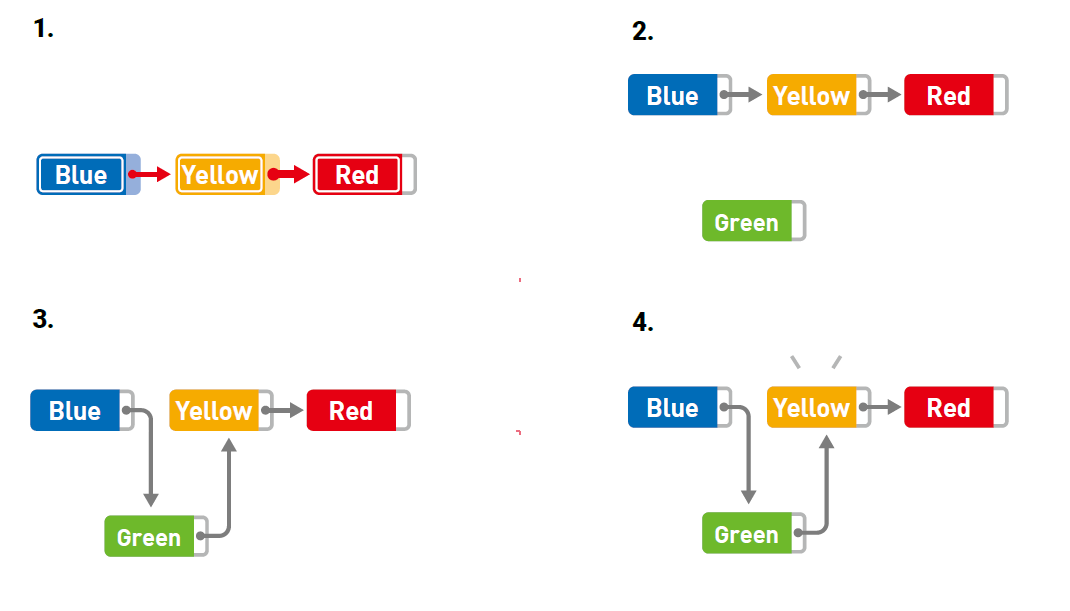 1.
Blue Yellow Red
2.
Blue Yellow Red
Green
3.
Blue Yellow Red
Green
4.
Blue Yellow Red
Green